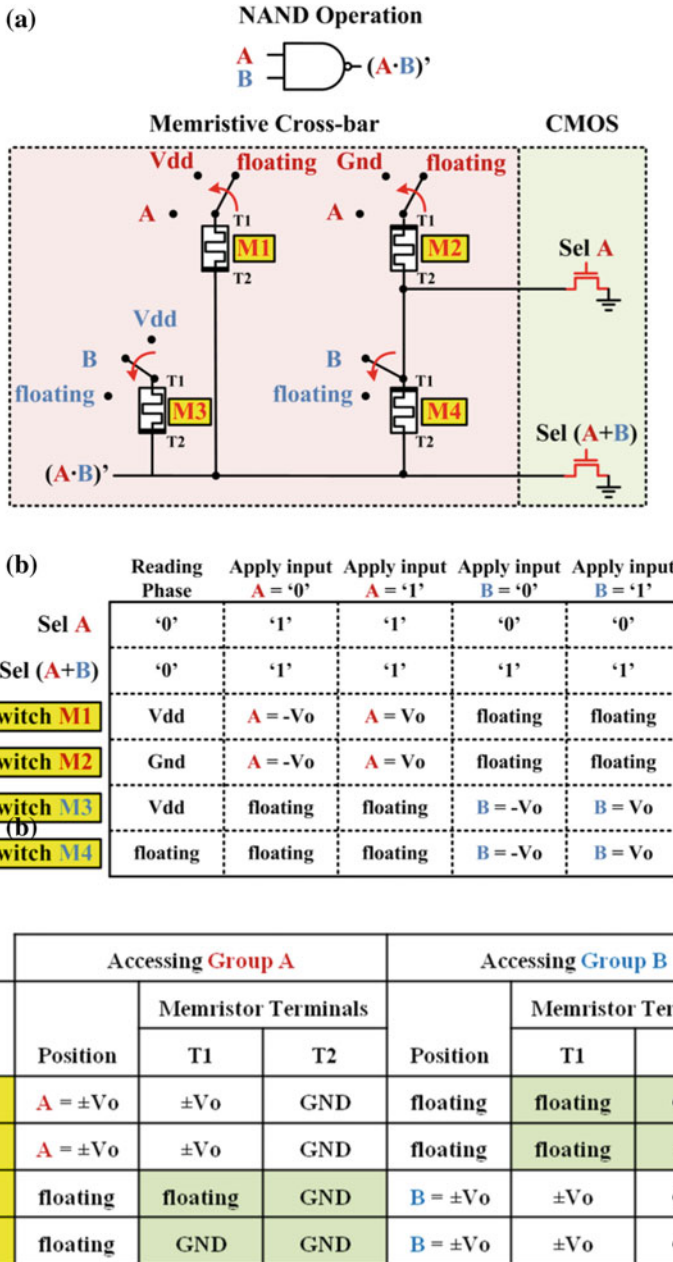 (a)
NAND Operation
A
B
(A·B)’
Memristive Cross-bar
CMOS
Vdd
floating
Gnd
floating
A
T1
M1
T2
A
T1
M2
T2
Sel A
Vdd
B
floating
T1
M3
T2
B
floating
T1
M4
T2
Sel (A+B)
(A·B)’
(b)
Reading Phase Apply input A = ‘0’ Apply input A = ‘1’ Apply input B = ‘0’ Apply input B = ‘1’
Sel A ‘0’ ‘1’ ‘1’ ‘0’ ‘0’
Sel (A+B) ‘0’ ‘1’ ‘1’ ‘1’ ‘1’
M1 Vdd A = -Vo A = Vo floating floating
M2 Gnd A = -Vo A = Vo floating floating
M3 Vdd floating floating B = -Vo B = Vo
(b)
M4 floating floating floating B = -Vo B = Vo
Accessing Group A Accessing Group B
Memristor Terminals Memristor
Position T1 T2 Position T1
A = ±Vo ±Vo GND floating floating
A = ±Vo ±Vo GND floating floating
floating floating GND B = ±Vo ±Vo
floating GND GND B = ±Vo ±Vo